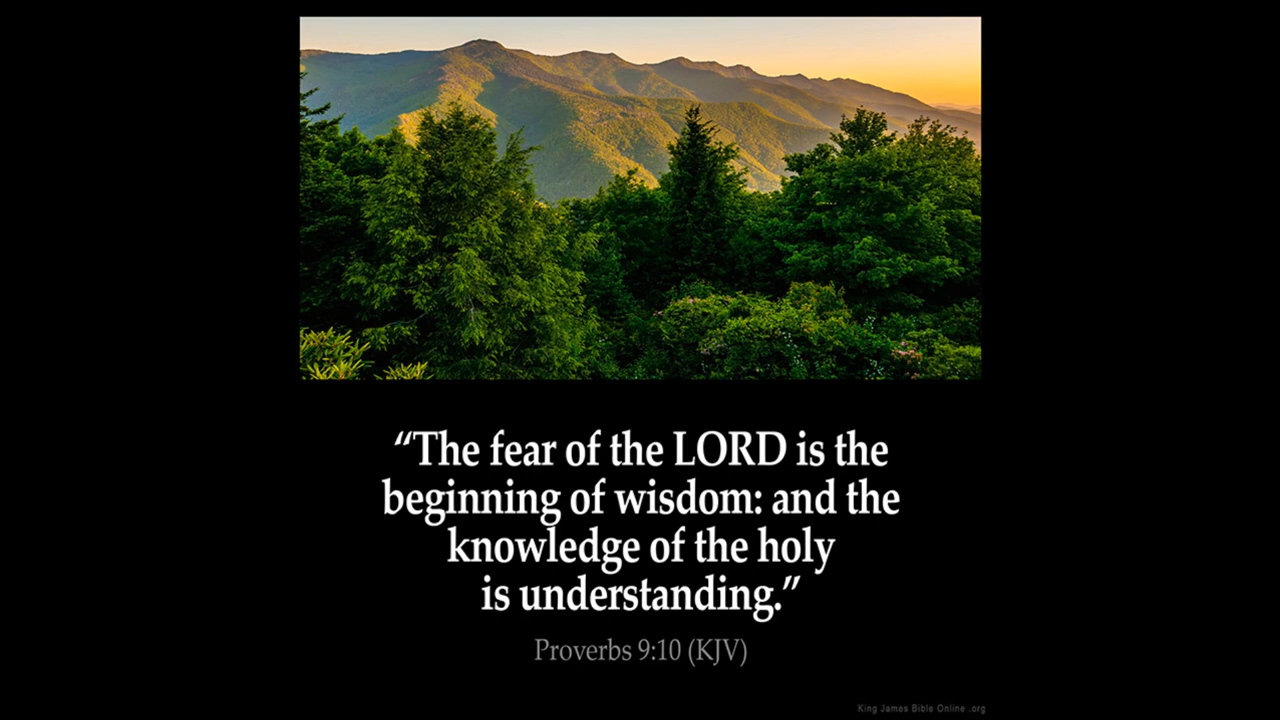 “The fear of the LORD is the
beginning of wisdom: and the
knowledge of the holy
is understanding.”
Proverbs 9:10 (KJV)
King James Bible Online .org